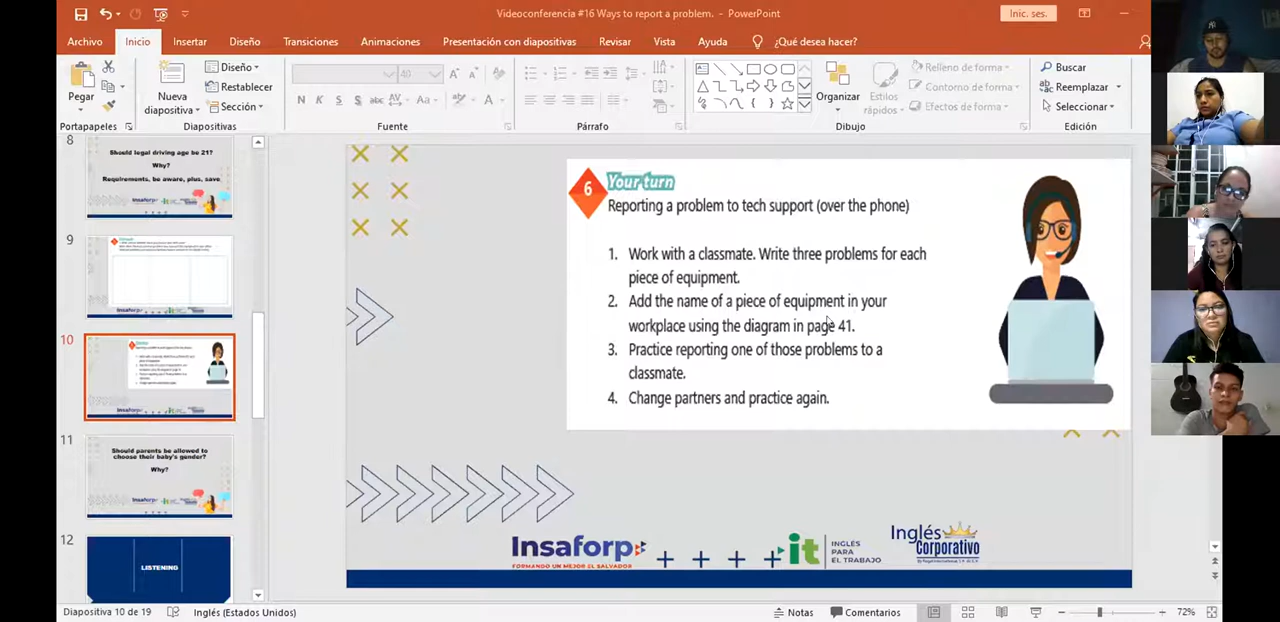 Videoconferencia #16 Ways to report a problem. - PowerPoint
Inic. ses.
Archivo Inicio Insertar Diseño Transiciones Animaciones Presentación con diapositivas Revisar Vista Ayuda ¿Qué desea hacer?
Pegar
Nueva diapositiva
Diseño
Restablecer
Sección
40
N K S S abc AV Aa A
Organizar
Estilos rápidos
Relleno de forma
Contorno de forma
Efectos de forma
Buscar
Reemplazar
Seleccionar
Portapapeles Diapositivas Fuente Párrafo Dibujo Edición
8
Should legal driving age be 21?
Why?
Requirements, be aware, plus, save
9
10
11
Should parents be allowed to
choose their baby's gender?
Why?
12
LISTENING
6 Your turn
Reporting a problem to tech support (over the phone)
1. Work with a classmate. Write three problems for each
piece of equipment.
2. Add the name of a piece of equipment in your
workplace using the diagram in page 41.
3. Practice reporting one of those problems to a
classmate.
4. Change partners and practice again.
Insaforp
FORMANDO UN MEJOR EL SALVADOR
it INGLÉS
PARA
EL TRABAJO
Inglés
Corporativo
Diapositiva 10 de 19 Inglés (Estados Unidos) Notas Comentarios 72%